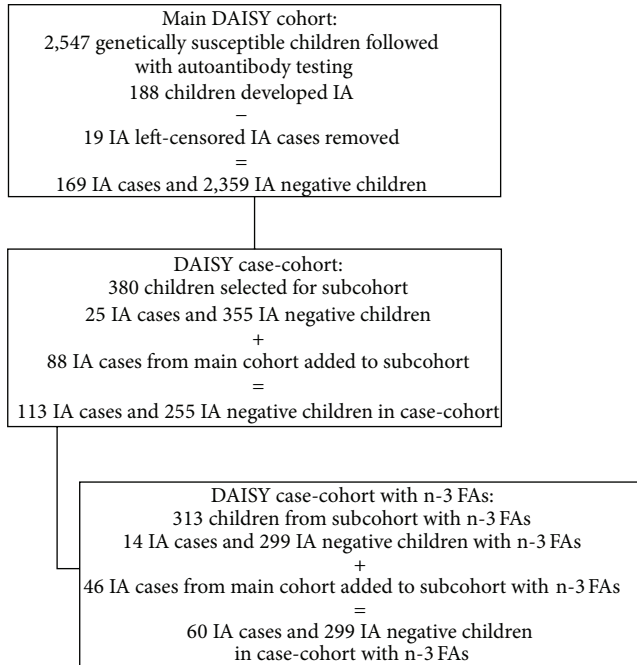 Main DAISY cohort:
2,547 genetically susceptible children followed
with autoantibody testing
188 children developed IA
−
19 IA left-censored IA cases removed
=
169 IA cases and 2,359 IA negative children
DAISY case-cohort:
380 children selected for subcohort
25 IA cases and 355 IA negative children
+
88 IA cases from main cohort added to subcohort
=
113 IA cases and 255 IA negative children in case-cohort
DAISY case-cohort with n-3 FAs:
313 children from subcohort with n-3 FAs
14 IA cases and 299 IA negative children with n-3 FAs
+
46 IA cases from main cohort added to subcohort with n-3 FAs
=
60 IA cases and 299 IA negative children
in case-cohort with n-3 FAs